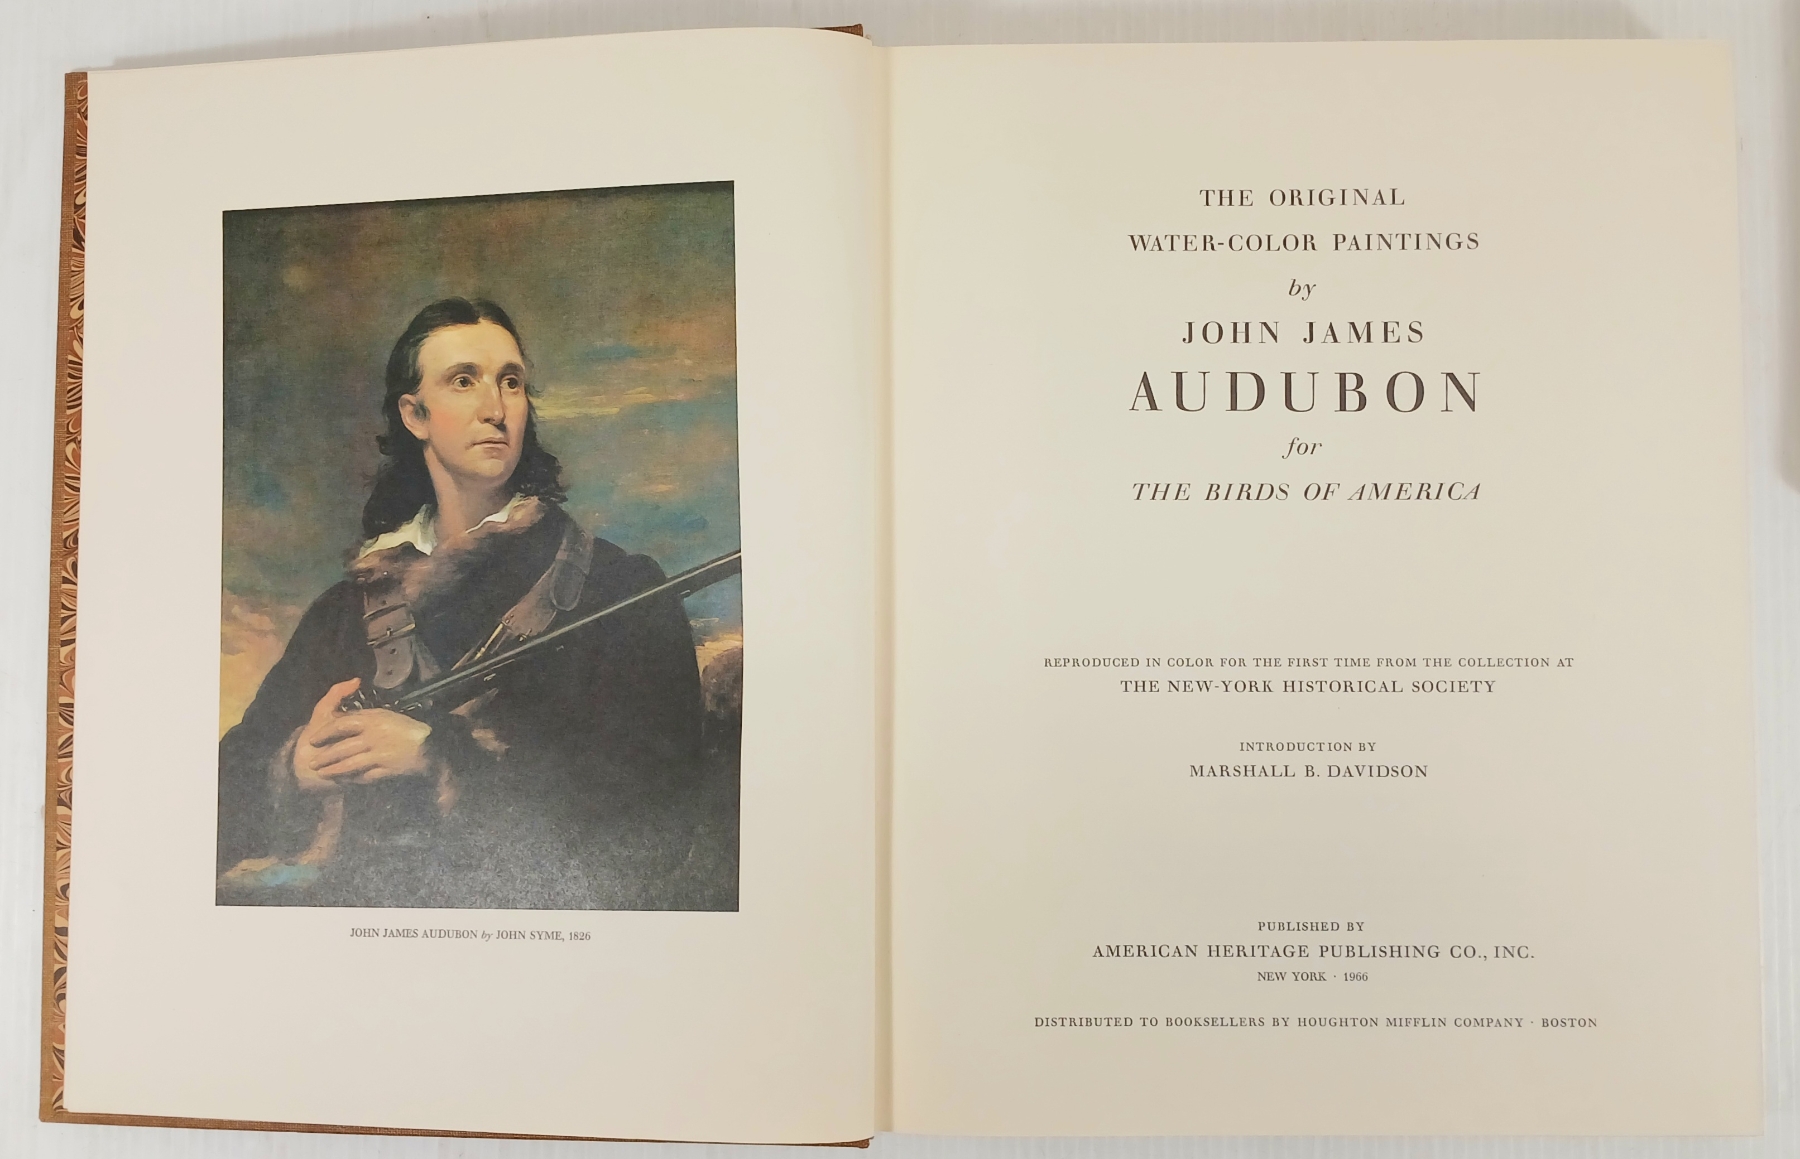 JOHN JAMES AUDUBON by JOHN SYME, 1826
THE ORIGINAL
WATER-COLOR PAINTINGS
by
JOHN JAMES
AUDUBON
for
THE BIRDS OF AMERICA
REPRODUCED IN COLOR FOR THE FIRST TIME FROM THE COLLECTION AT
THE NEW-YORK HISTORICAL SOCIETY
INTRODUCTION BY
MARSHALL B. DAVIDSON
PUBLISHED BY
AMERICAN HERITAGE PUBLISHING CO., INC.
NEW YORK · 1966
DISTRIBUTED TO BOOKSELLERS BY HOUGHTON MIFFLIN COMPANY · BOSTON